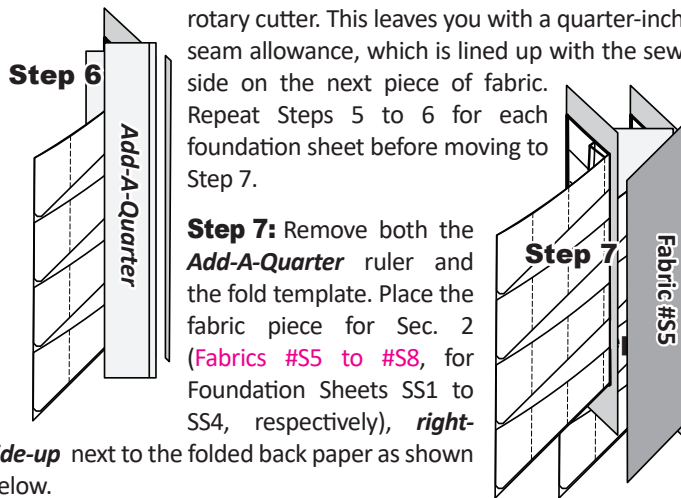 rotary cutter. This leaves you with a quarter-inch
seam allowance, which is lined up with the sew
side on the next piece of fabric.
Repeat Steps 5 to 6 for each
foundation sheet before moving to
Step 7.
Step 6
Add-A-Quarter
Step 7: Remove both the
Add-A-Quarter ruler and
the fold template. Place the
fabric piece for Sec. 2
(Fabrics #S5 to #S8, for
Foundation Sheets SS1 to
SS4, respectively), right-
ide-up next to the folded back paper as shown
elow.
Step 7
Fabric #S5